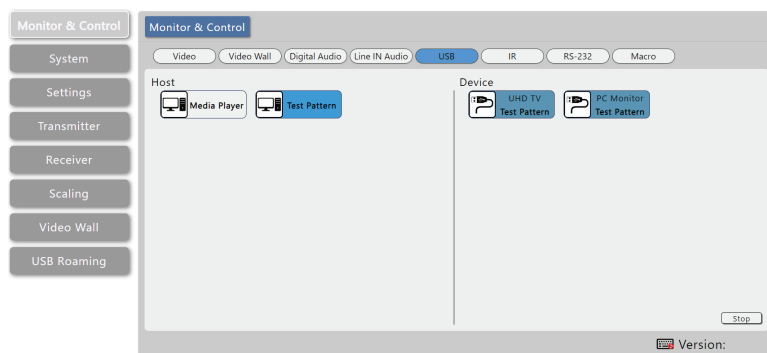 Monitor & Control
System
Settings
Transmitter
Receiver
Scaling
Video Wall
USB Roaming
Monitor & Control
Video Video Wall Digital Audio Line IN Audio USB IR RS-232 Macro
Host
Media Player Test Pattern
Device
UHD TV PC Monitor
Test Pattern Test Pattern
Stop
Version: